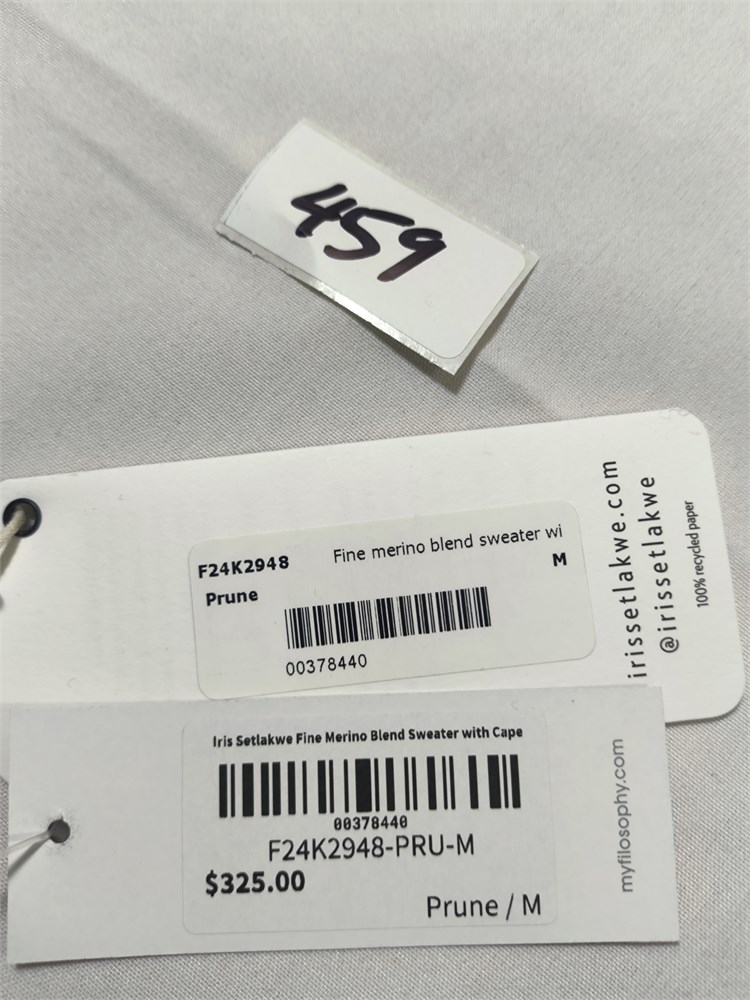 459
F24K2948
Fine merino blend sweater wi
Prune
M
00378440
irissetlakwe.com
@irissetlakwe
100% recycled paper
Iris Setlakwe Fine Merino Blend Sweater with Cape
00378440
F24K2948-PRU-M
$325.00
Prune / M
myfilosophy.com